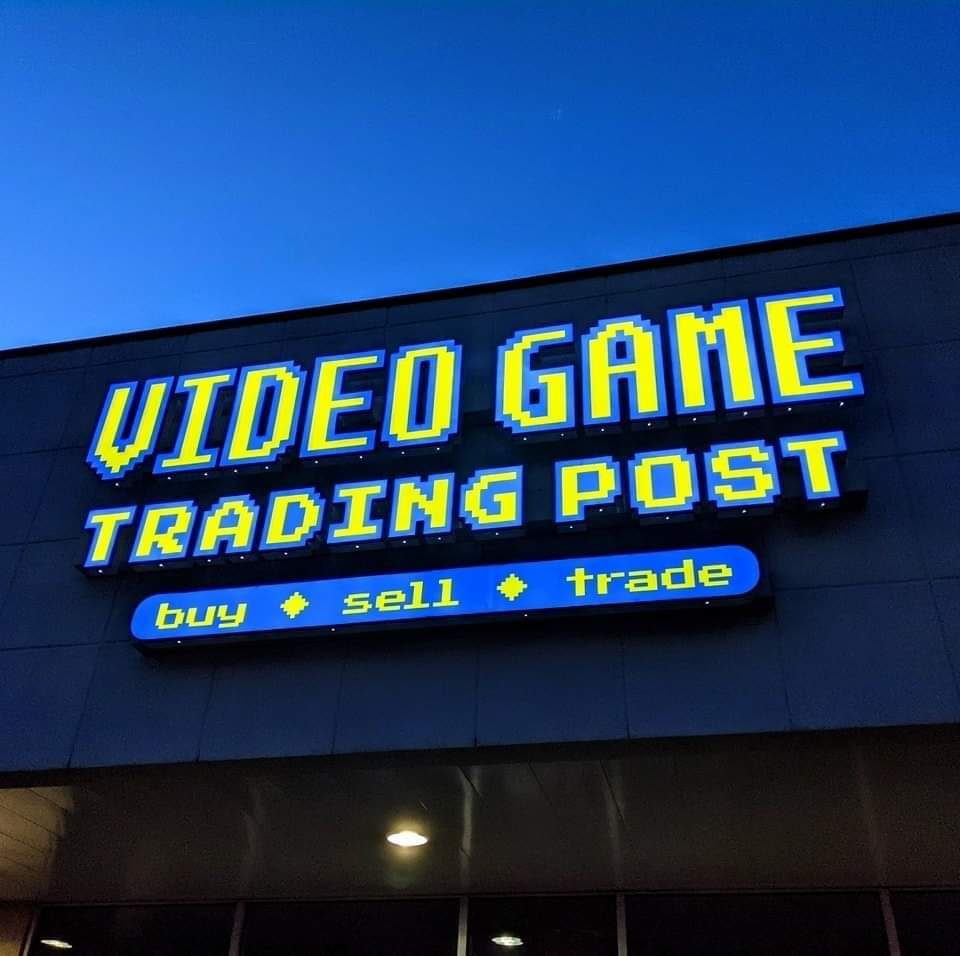 VIDEO GAME
TRADING POST
buy ◆ sell ◆ trade